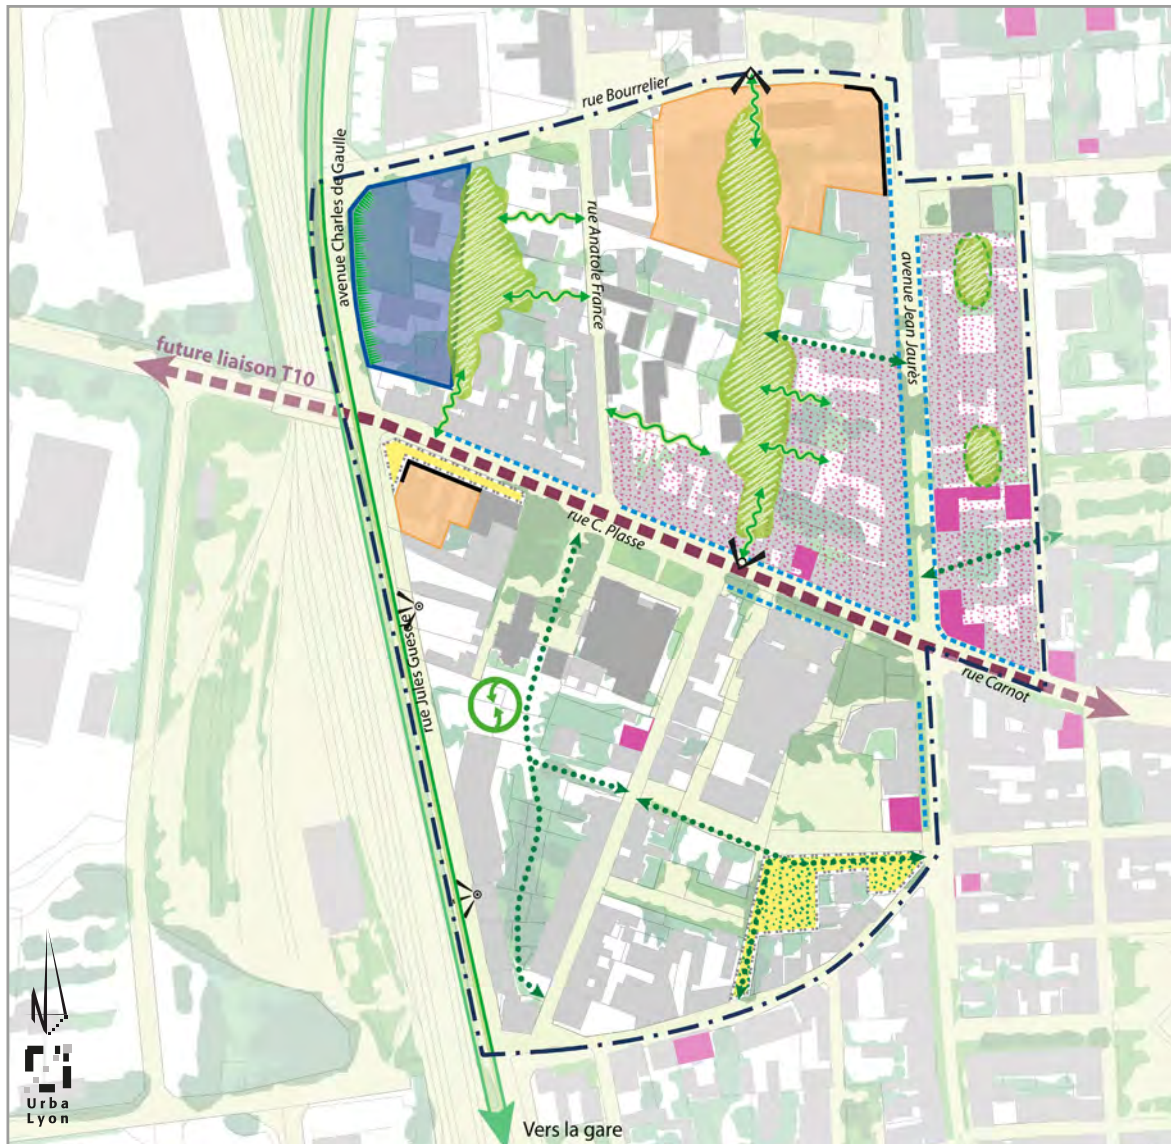 rue Bourrelier
avenue Charles de Gaulle
rue Anatole France
avenue Jean Jaurès
future liaison T10
rue C. Plasse
rue Jules Guesde
rue Carnot
N
Urba
Lyon
Vers la gare